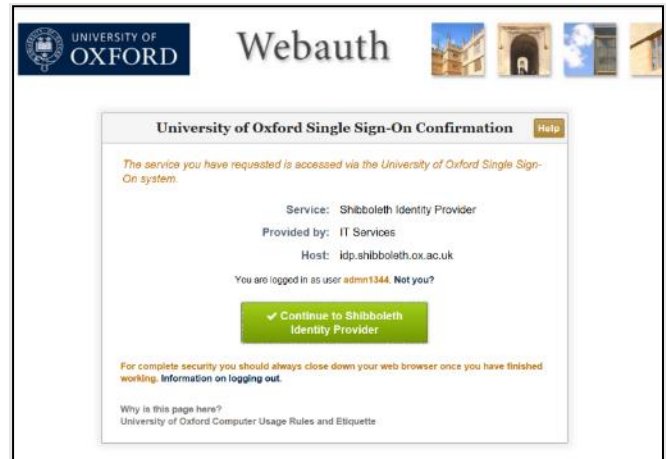 UNIVERSITY OF
OXFORD
Webauth
University of Oxford Single Sign-On Confirmation
Help
The service you have requested is accessed via the University of Oxford Single Sign-
On system.
Service: Shibboleth Identity Provider
Provided by: IT Services
Host: idp.shibboleth.ox.ac.uk
You are logged in as user admn1344. Not you?
✔ Continue to Shibboleth
Identity Provider
For complete security you should always close down your web browser once you have finished
working. Information on logging out.
Why is this page here?
University of Oxford Computer Usage Rules and Etiquette